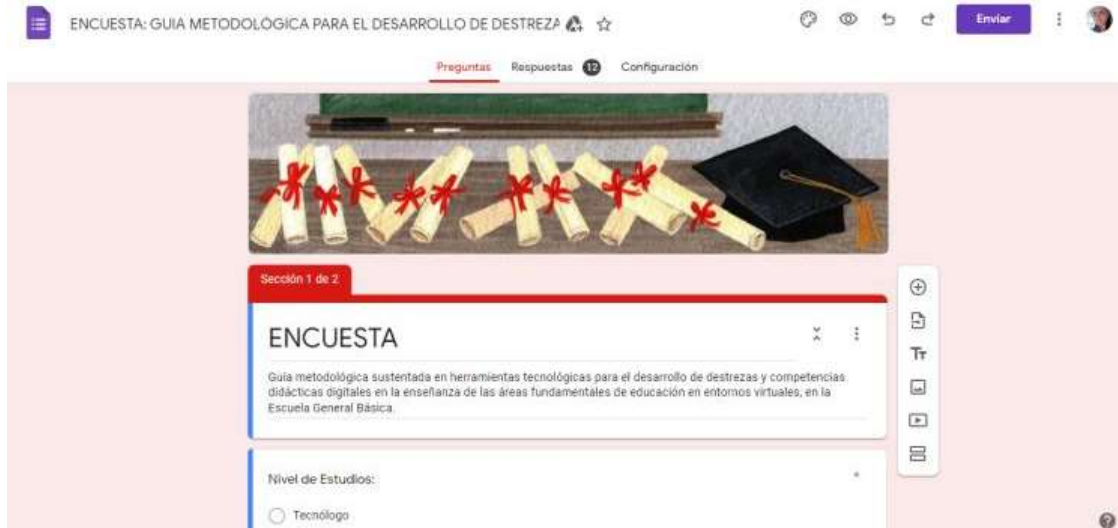 ENCUESTA: GUIA METODOLÓGICA PARA EL DESARROLLO DE DESTREZA
Enviar
Preguntas Respuestas 12 Configuración
Sección 1 de 2
ENCUESTA
Guía metodológica sustentada en herramientas tecnológicas para el desarrollo de destrezas y competencias
didácticas digitales en la enseñanza de las áreas fundamentales de educación en entornos virtuales, en la
Escuela General Básica.
Nivel de Estudios:
Tecnólogo